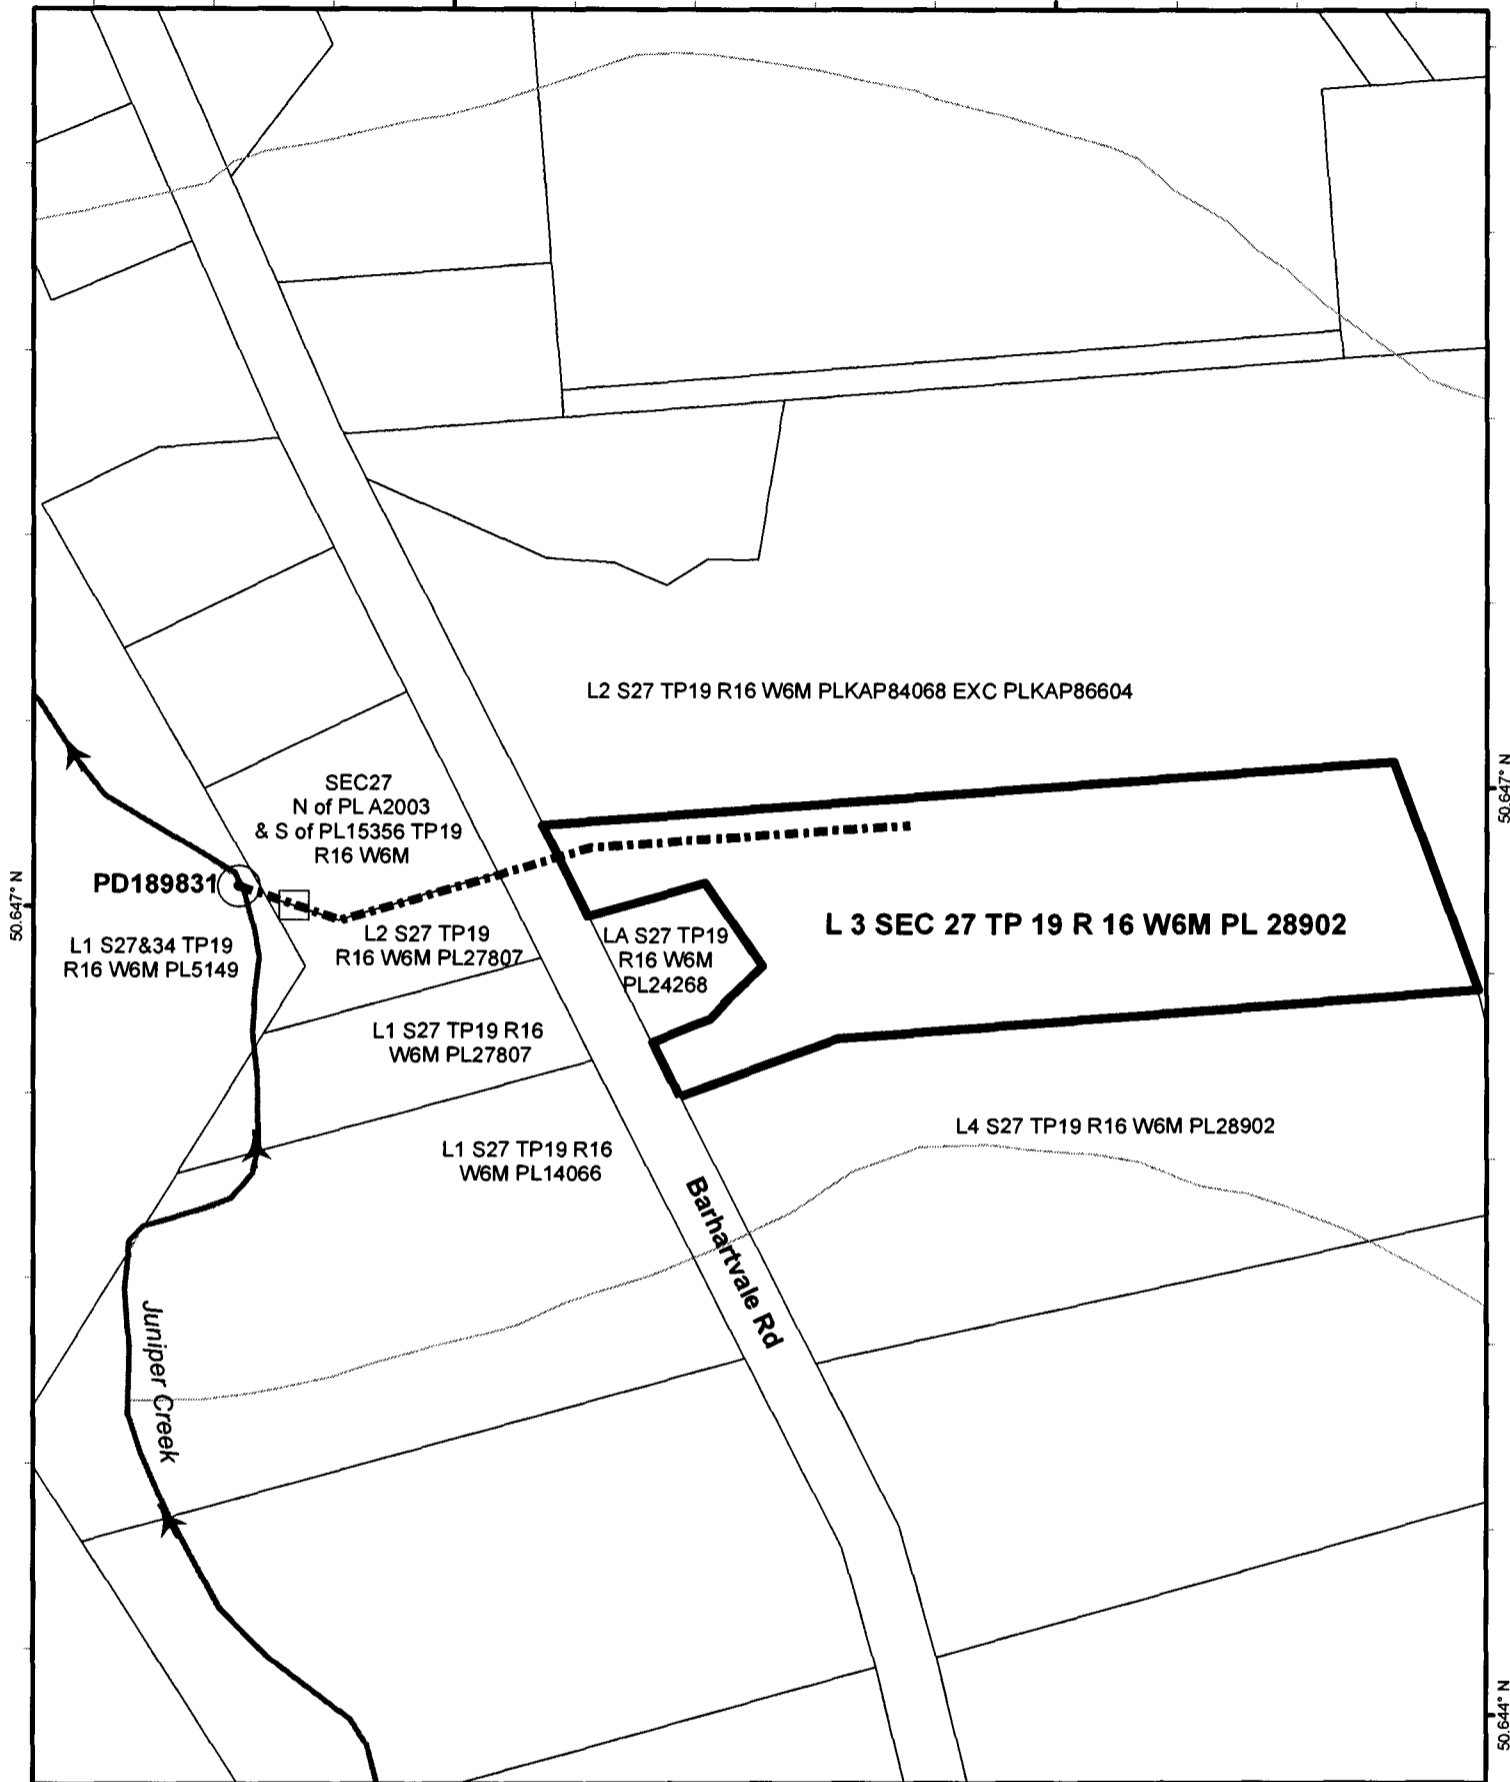 L2 S27 TP19 R16 W6M PLKAP84068 EXC PLKAP86604
50.647° N
SEC27
N of PL A2003
& S of PL15356 TP19
R16 W6M
PD189831
50.647° N
L1 S27&34 TP19
R16 W6M PL5149
L2 S27 TP19
R16 W6M PL27807
LA S27 TP19
R16 W6M
PL24268
L 3 SEC 27 TP 19 R 16 W6M PL 28902
L1 S27 TP19 R16
W6M PL27807
L4 S27 TP19 R16 W6M PL28902
L1 S27 TP19 R16
W6M PL14066
Barhartvale Rd
Juniper Creek
50.644° N